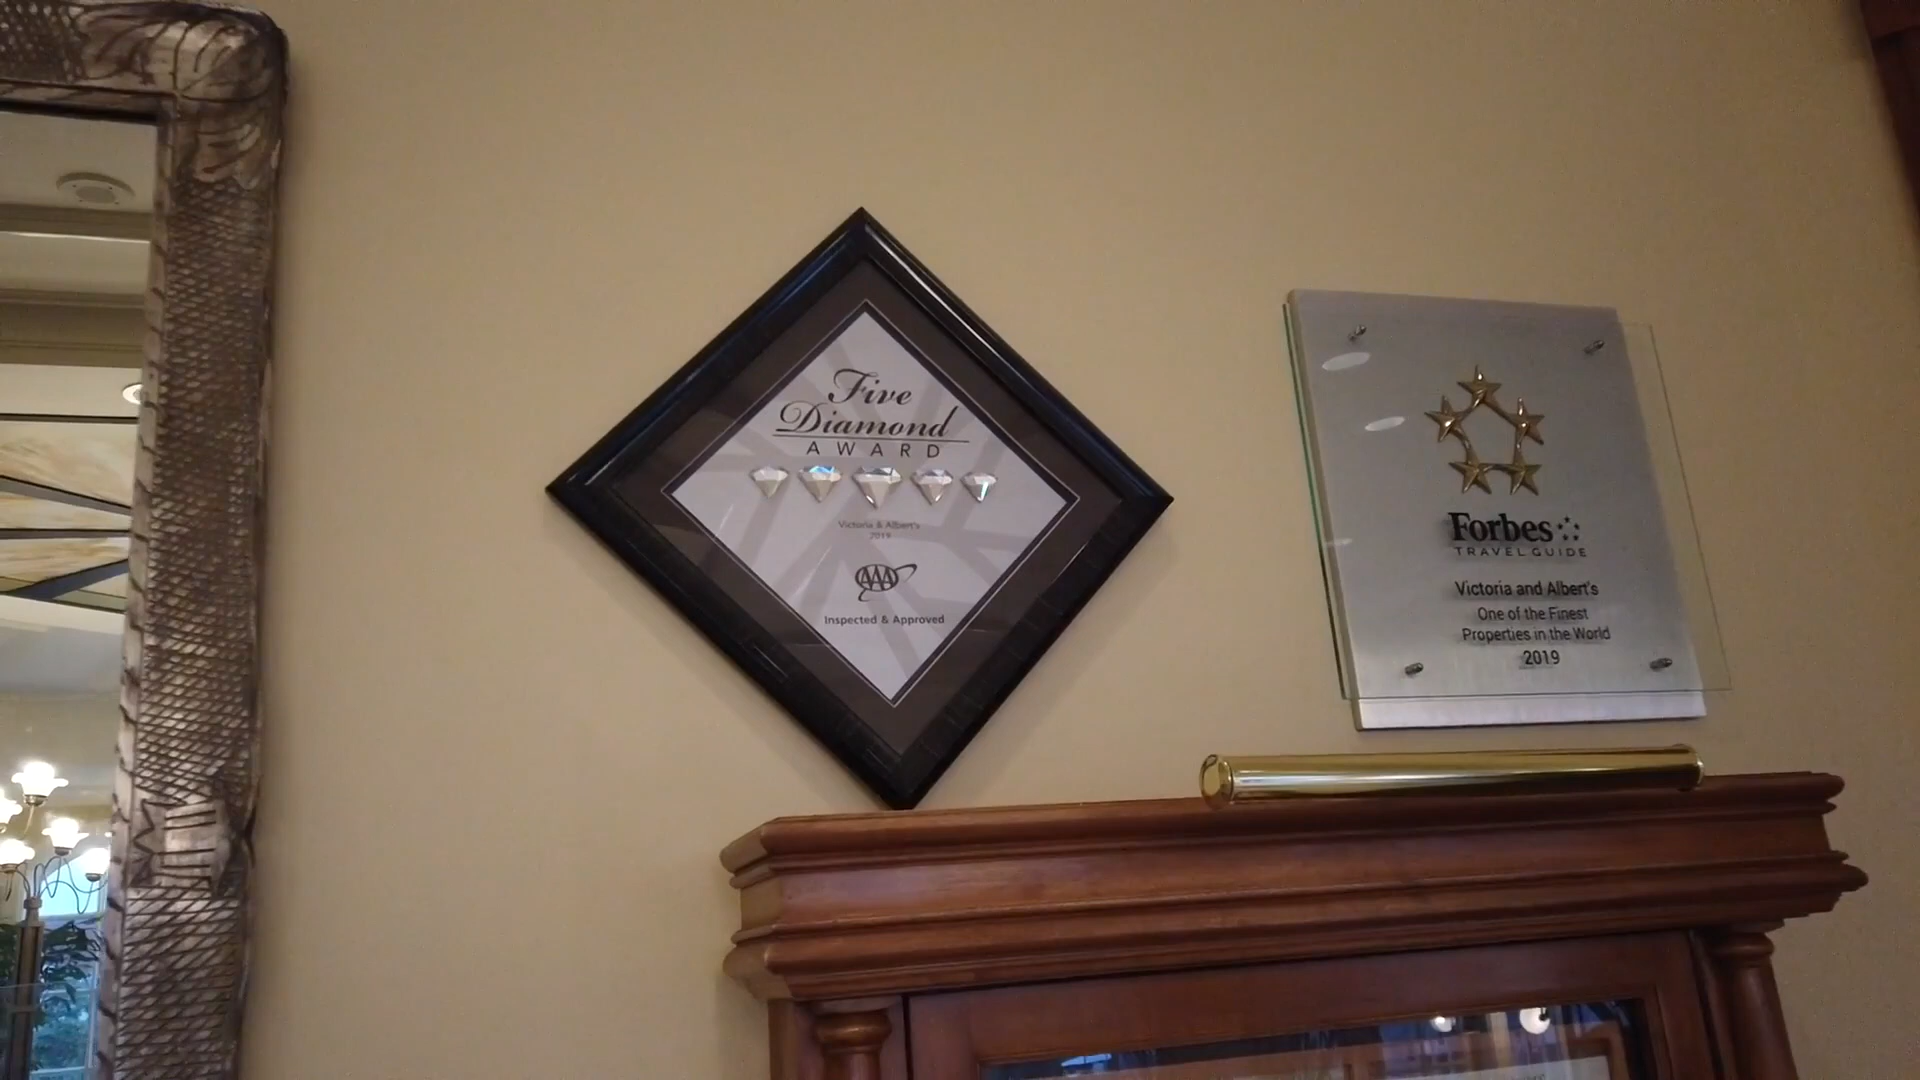 Five
Diamond
AWARD
Victoria & Albert's
2019
AAA
Inspected & Approved
Forbes
TRAVEL GUIDE
Victoria and Albert's
One of the Finest
Properties in the World
2019